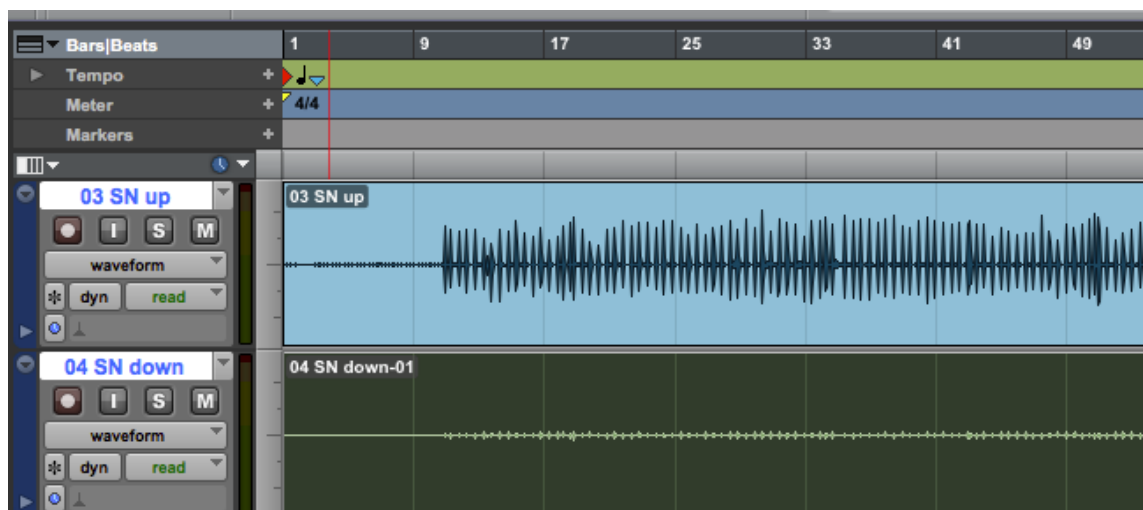 Bars|Beats 1 9 17 25 33 41 49
Tempo +
Meter + 4/4
Markers +
03 SN up 03 SN up
I S M
waveform
dyn read
04 SN down 04 SN down-01
I S M
waveform
dyn read